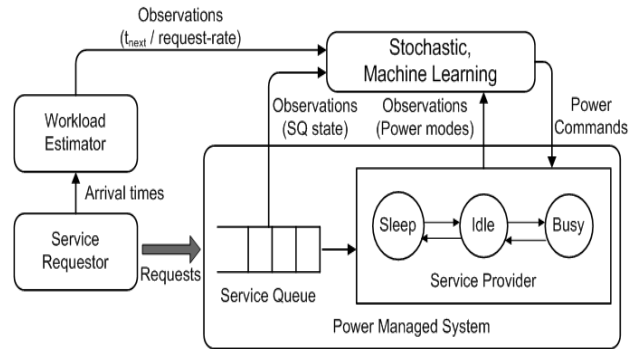 Observations
(tnext / request-rate)
Stochastic,
Machine Learning
Workload
Estimator
Observations
(SQ state)
Observations
(Power modes)
Power
Commands
Arrival times
Service
Requestor
Requests
Sleep
Idle
Busy
Service Queue
Service Provider
Power Managed System